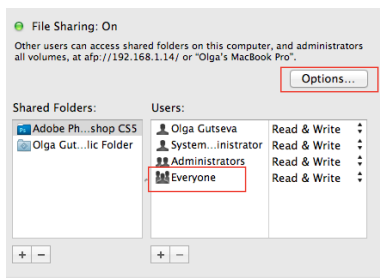 File Sharing: On
Other users can access shared folders on this computer, and administrators
all volumes, at afp://192.168.1.14/ or "Olga's MacBook Pro".
Options...
Shared Folders:
Users:
Adobe Ph...shop CS5
Olga Gut...lic Folder
Olga Gutseva Read & Write
System...inistrator Read & Write
Administrators Read & Write
Everyone Read & Write
+ − + −